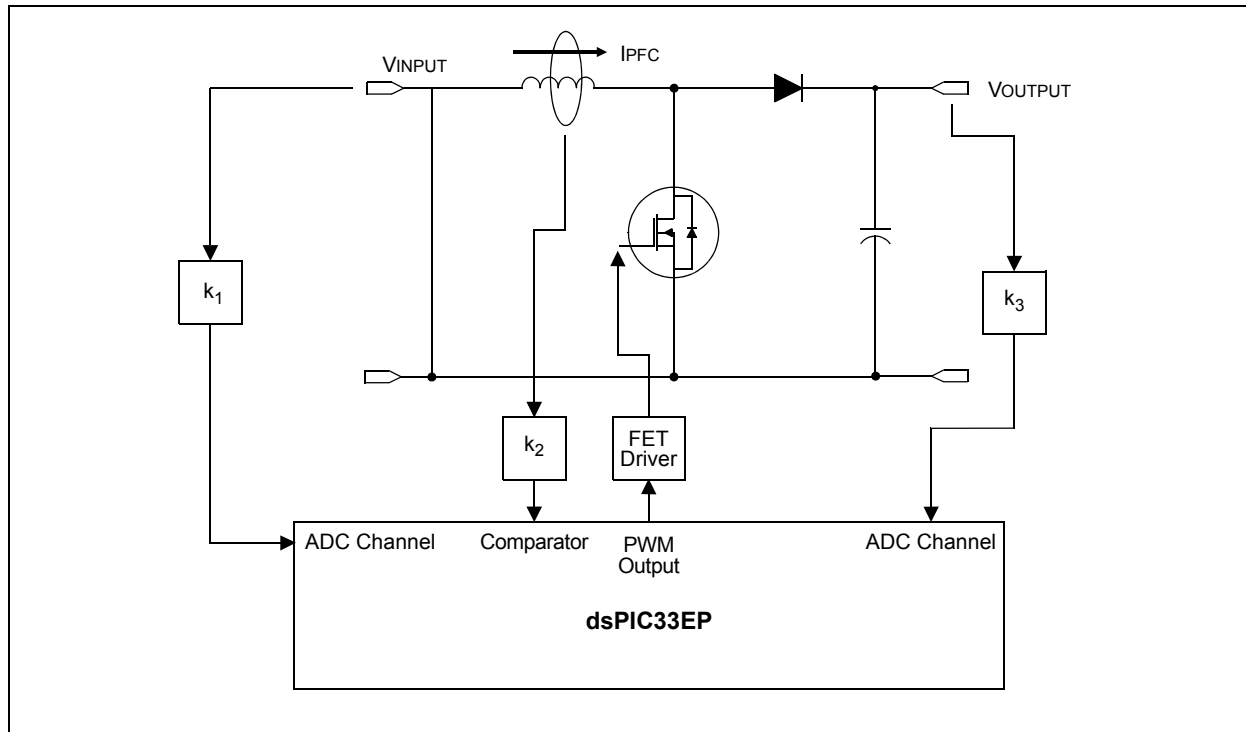 IPFC
VINPUT
VOUTPUT
k1
k3
k2
FET
Driver
ADC Channel
Comparator
PWM
Output
ADC Channel
dsPIC33EP